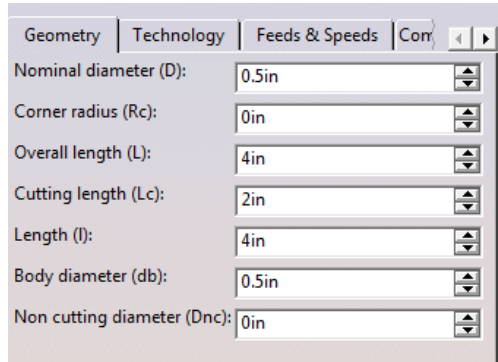 Geometry Technology Feeds & Speeds Com
Nominal diameter (D): 0.5in
Corner radius (Rc): 0in
Overall length (L): 4in
Cutting length (Lc): 2in
Length (l): 4in
Body diameter (db): 0.5in
Non cutting diameter (Dnc): 0in